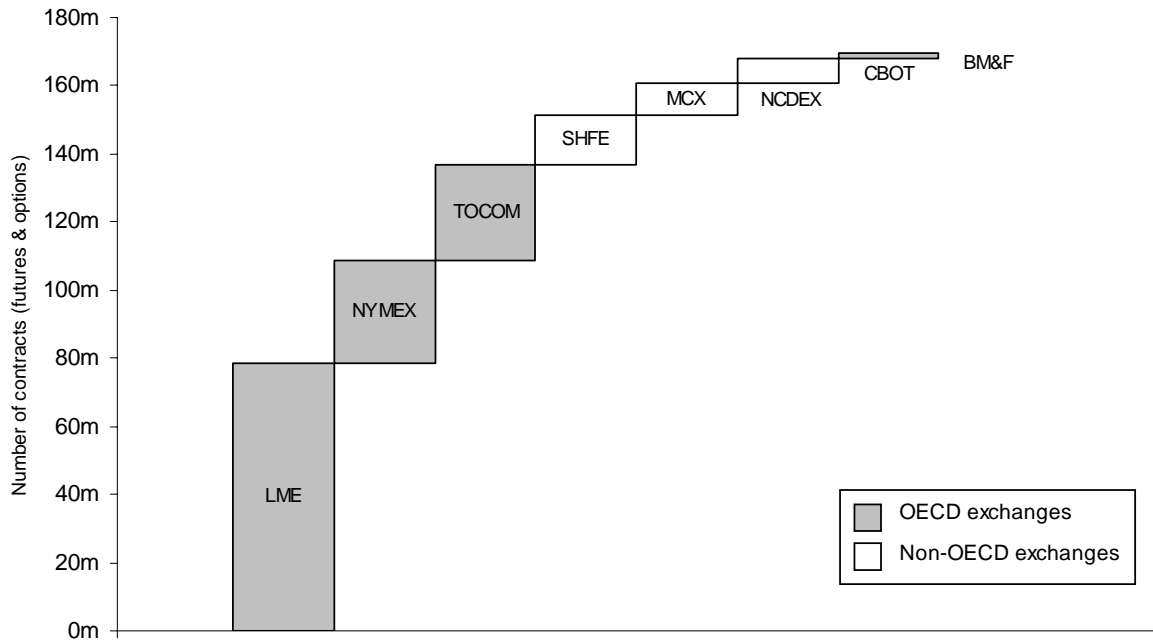 180m
160m
140m
120m
100m
80m
60m
40m
20m
0m
Number of contracts (futures & options)
LME
NYMEX
TOCOM
SHFE
MCX
NCDEX
CBOT
BM&F
OECD exchanges
Non-OECD exchanges